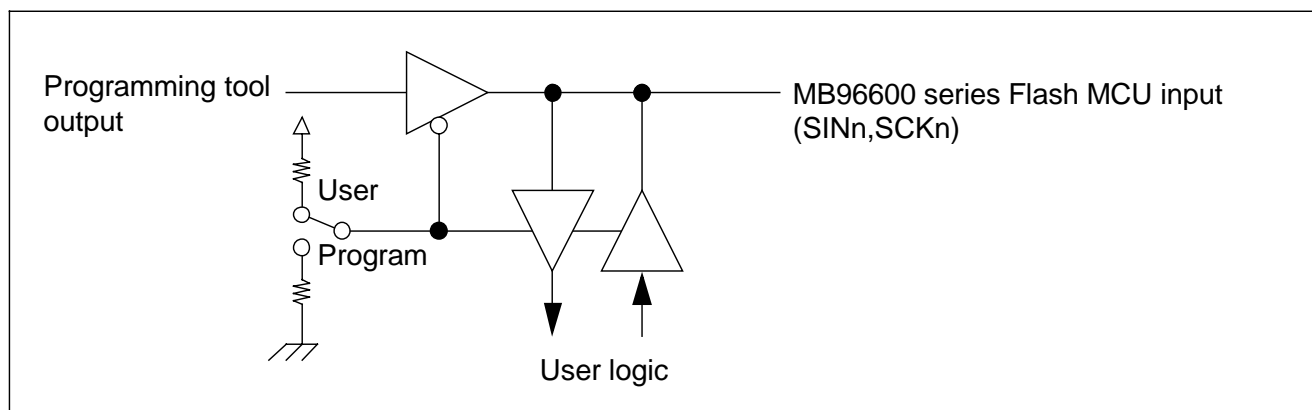 Programming tool
output
MB96600 series Flash MCU input
(SINn,SCKn)
User
Program
User logic